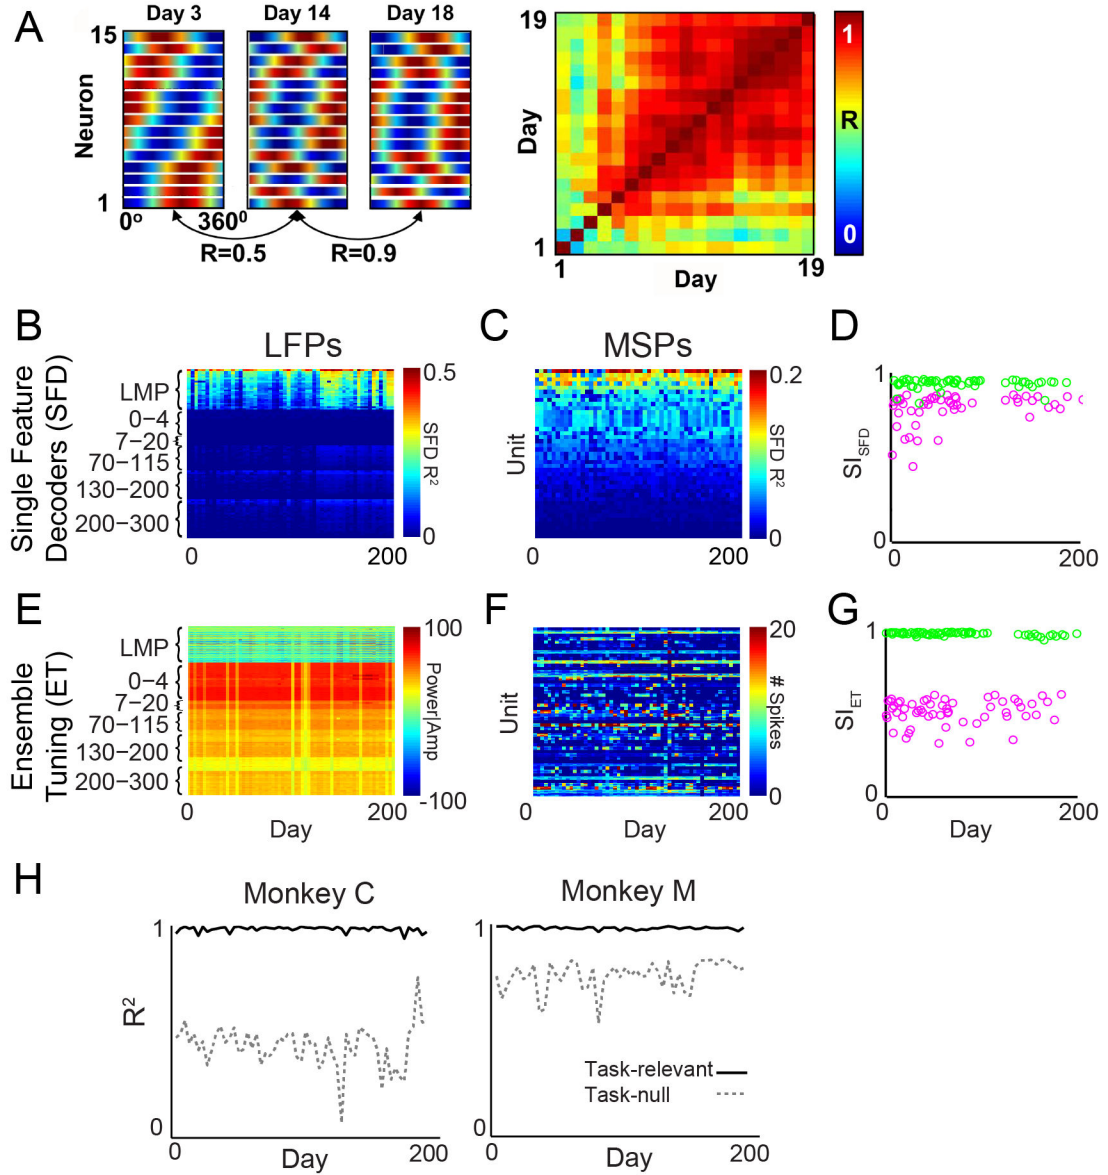 A
Day 3
Day 14
Day 18
15
Neuron
1
0º
360⁰
R=0.5
R=0.9
19
Day
1
1
Day
19
1
R
0
B
LFPs
Single Feature
Decoders (SFD)
LMP
0−4
7−20
70−115
130−200
200−300
0
200
0.5
SFD R²
0
C
MSPs
Unit
0
200
0.2
SFD R²
0
D
1
SI_SFD
0
0
200
E
Ensemble
Tuning (ET)
LMP
0−4
7−20
70−115
130−200
200−300
0
200
Day
100
Power|Amp
-100
F
Unit
0
200
Day
20
# Spikes
0
G
1
SI_ET
0
0
200
Day
H
Monkey C
1
R²
0
0
200
Day
Monkey M
1
0
0
200
Day
Task-relevant
Task-null